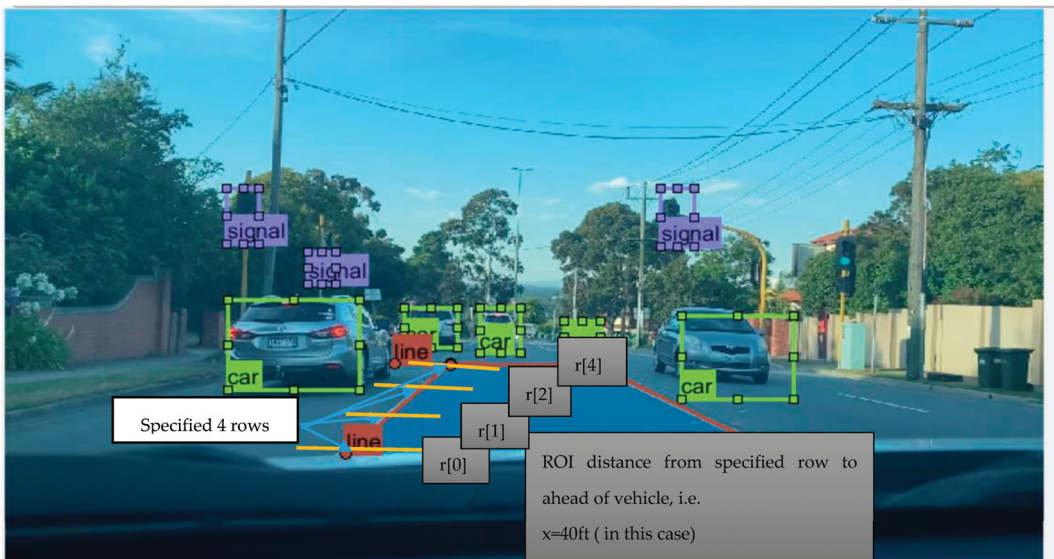 signal
signal
signal
car
car
line
car
car
r[4]
r[2]
r[1]
r[0]
Specified 4 rows
line
ROI distance from specified row to
ahead of vehicle, i.e.
x=40ft ( in this case)